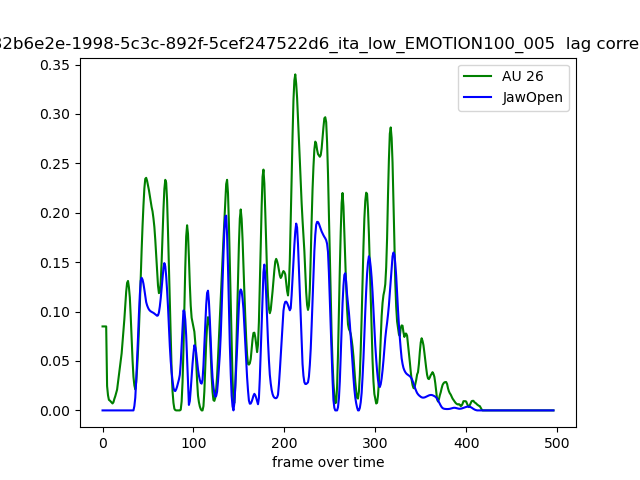 32b6e2e-1998-5c3c-892f-5cef247522d6_ita_low_EMOTION100_005 lag corre
AU 26
JawOpen
0.35
0.30
0.25
0.20
0.15
0.10
0.05
0.00
0 100 200 300 400 500
frame over time